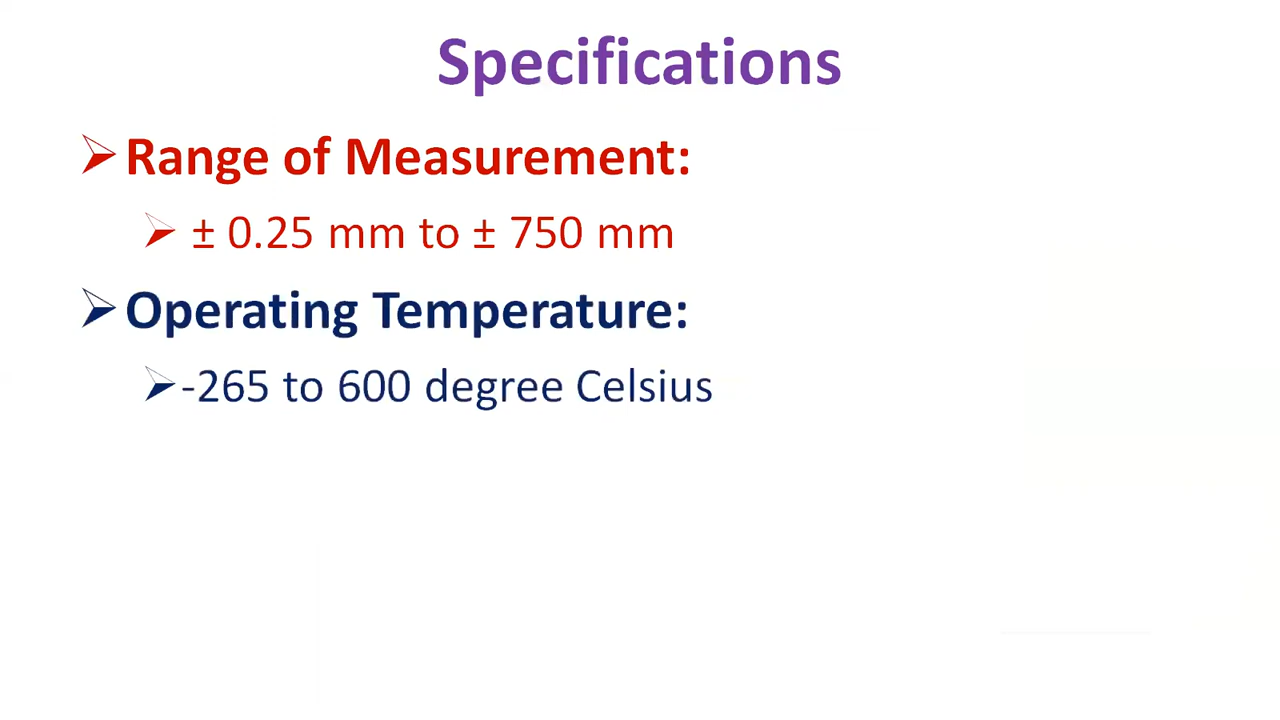 Specifications
Range of Measurement:
± 0.25 mm to ± 750 mm
Operating Temperature:
-265 to 600 degree Celsius